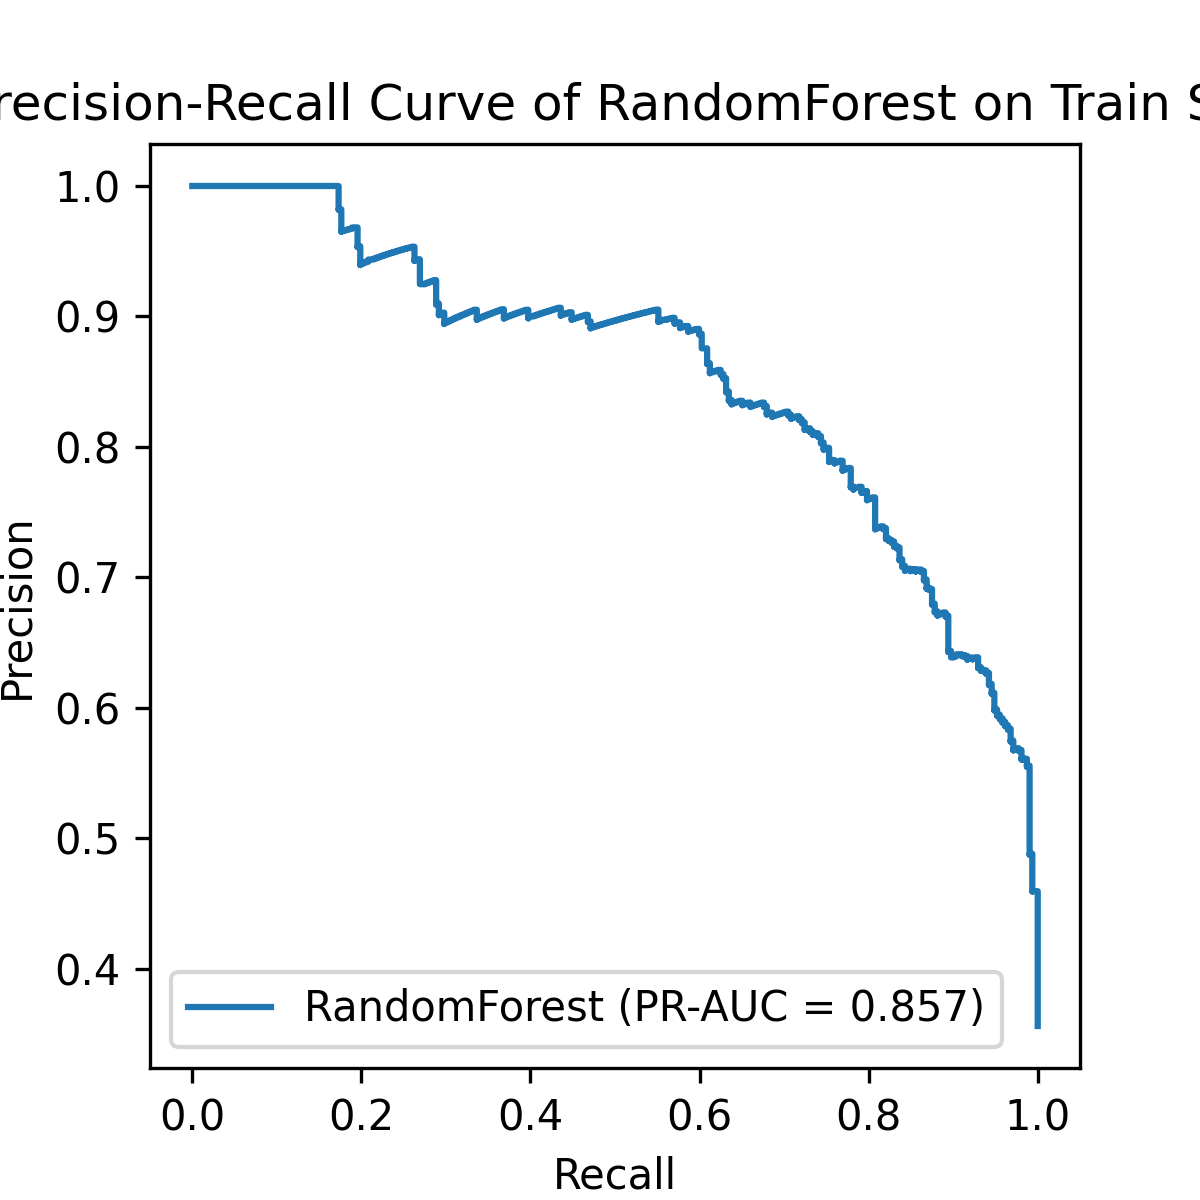 recision-Recall Curve of RandomForest on Train S
1.0
0.9
0.8
0.7
0.6
0.5
0.4
Precision
RandomForest (PR-AUC = 0.857)
0.0 0.2 0.4 0.6 0.8 1.0
Recall